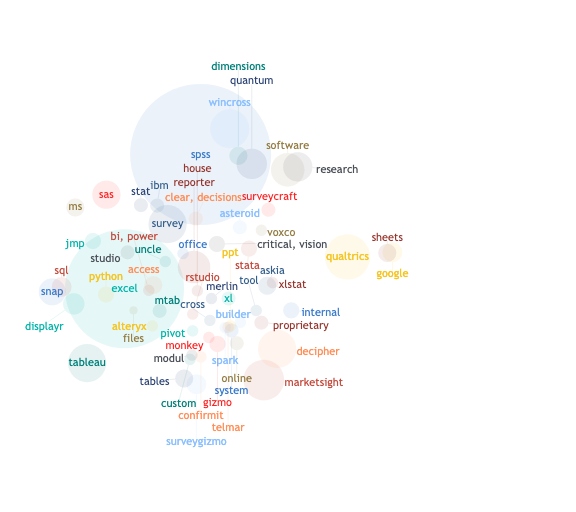 dimensions
quantum
wincross
software
spss
house
research
reporter
ibm
stat
sas
clear, decisions
surveycraft
ms
asteroid
survey
voxco
bi, power
jmp
uncle
office
critical, vision
sheets
studio
ppt
qualtrics
sql
access
stata
askia
google
python
rstudio
tool
snap
excel
merlin
xlstat
mtab
cross
xl
internal
displayr
alteryx
builder
proprietary
files
pivot
monkey
decipher
tableau
modul
spark
tables
online
marketsight
system
custom
gizmo
confirmit
telmar
surveygizmo